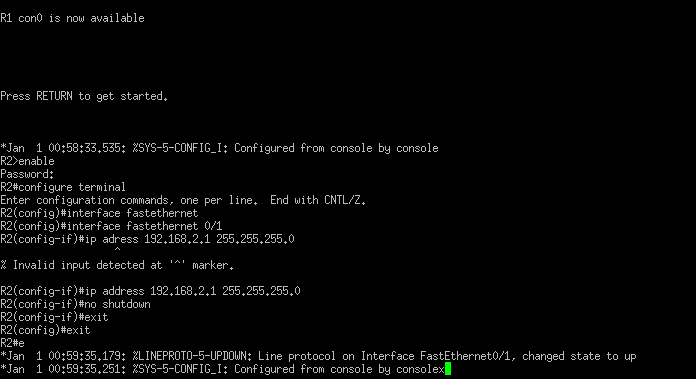 R1 con0 is now available
Press RETURN to get started.
*Jan  1 00:58:33.535: %SYS-5-CONFIG_I: Configured from console by console
R2>enable
Password:
R2#configure terminal
Enter configuration commands, one per line.  End with CNTL/Z.
R2(config)#interface fastethernet
R2(config)#interface fastethernet 0/1
R2(config-if)#ip adress 192.168.2.1 255.255.255.0
^
% Invalid input detected at '^' marker.
R2(config-if)#ip address 192.168.2.1 255.255.255.0
R2(config-if)#no shutdown
R2(config-if)#exit
R2(config)#exit
R2#e
*Jan  1 00:59:35.179: %LINEPROTO-5-UPDOWN: Line protocol on Interface FastEthernet0/1, changed state to up
*Jan  1 00:59:35.251: %SYS-5-CONFIG_I: Configured from console by consolex